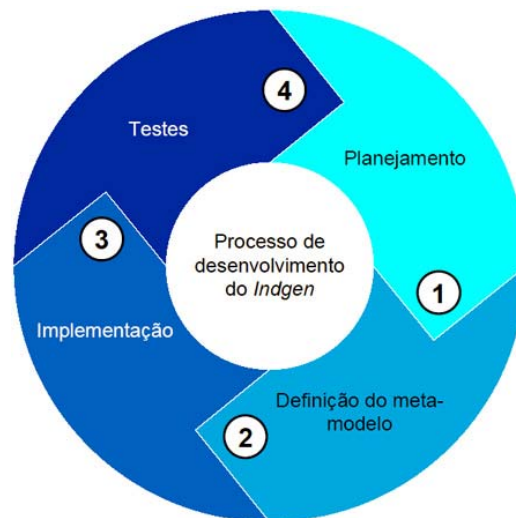 4
Testes
Planejamento
3
Processo de
desenvolvimento
do Indgen
1
Implementação
Definição do meta-
modelo
2